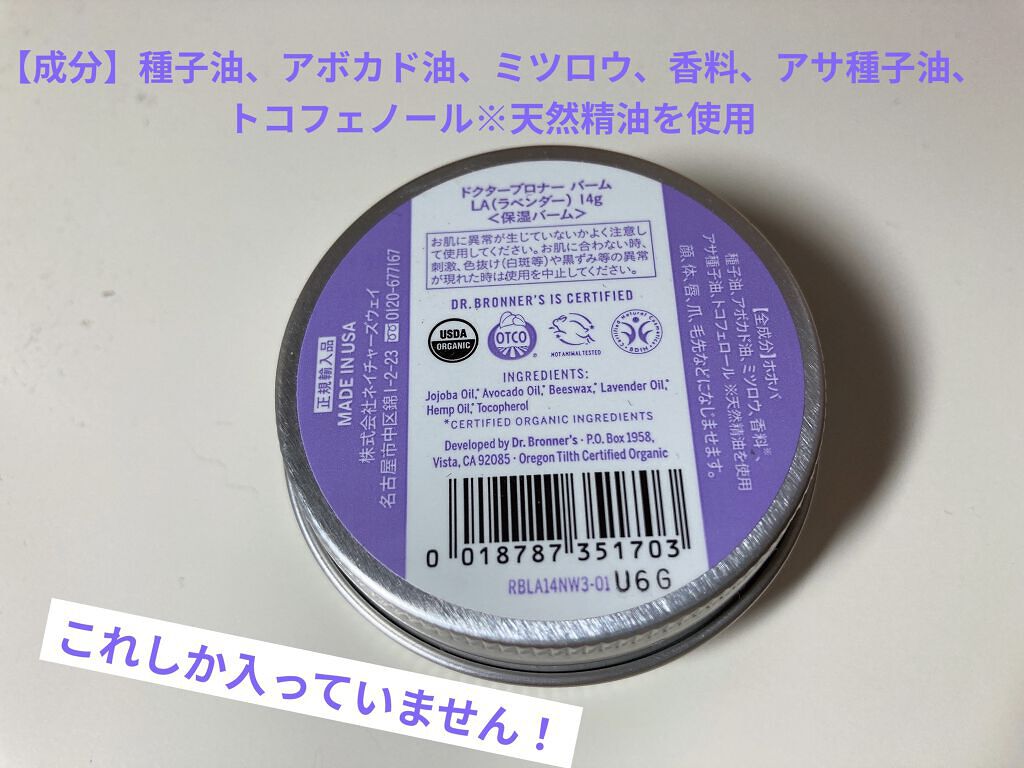 【成分】種子油、アボカド油、ミツロウ、香料、アサ種子油、
トコフェノール※天然精油を使用
ドクターブロナー バーム
LA(ラベンダー) 14g
<保湿バーム>
お肌に異常が生じていないかよく注意し
て使用してください。お肌に合わない時、
刺激、色抜け(白斑等)や黒ずみ等の異常
が現れた時は使用を中止してください。
DR. BRONNER'S IS CERTIFIED
USDA
ORGANIC
OTCO
NOT ANIMAL TESTED
Certified Natural Cosmetics
NATRUE
INGREDIENTS:
Jojoba Oil,* Avocado Oil,* Beeswax,* Lavender Oil,*
Hemp Oil,* Tocopherol
*CERTIFIED ORGANIC INGREDIENTS
Developed by Dr. Bronner's · P.O. Box 1958,
Vista, CA 92085 · Oregon Tilth Certified Organic
0 018787 351703
RBLA14NW3-01 U6G
正規輸入品
MADE IN USA
株式会社ネイチャーズウェイ
名古屋市中区錦1-2-23 0120-677167
【全成分】ホホバ
種子油、アボカド油、ミツロウ、香料※、
アサ種子油、トコフェロール ※天然精油を使用
顔、体、唇、爪、毛先などになじませます。
これしか入っていません！